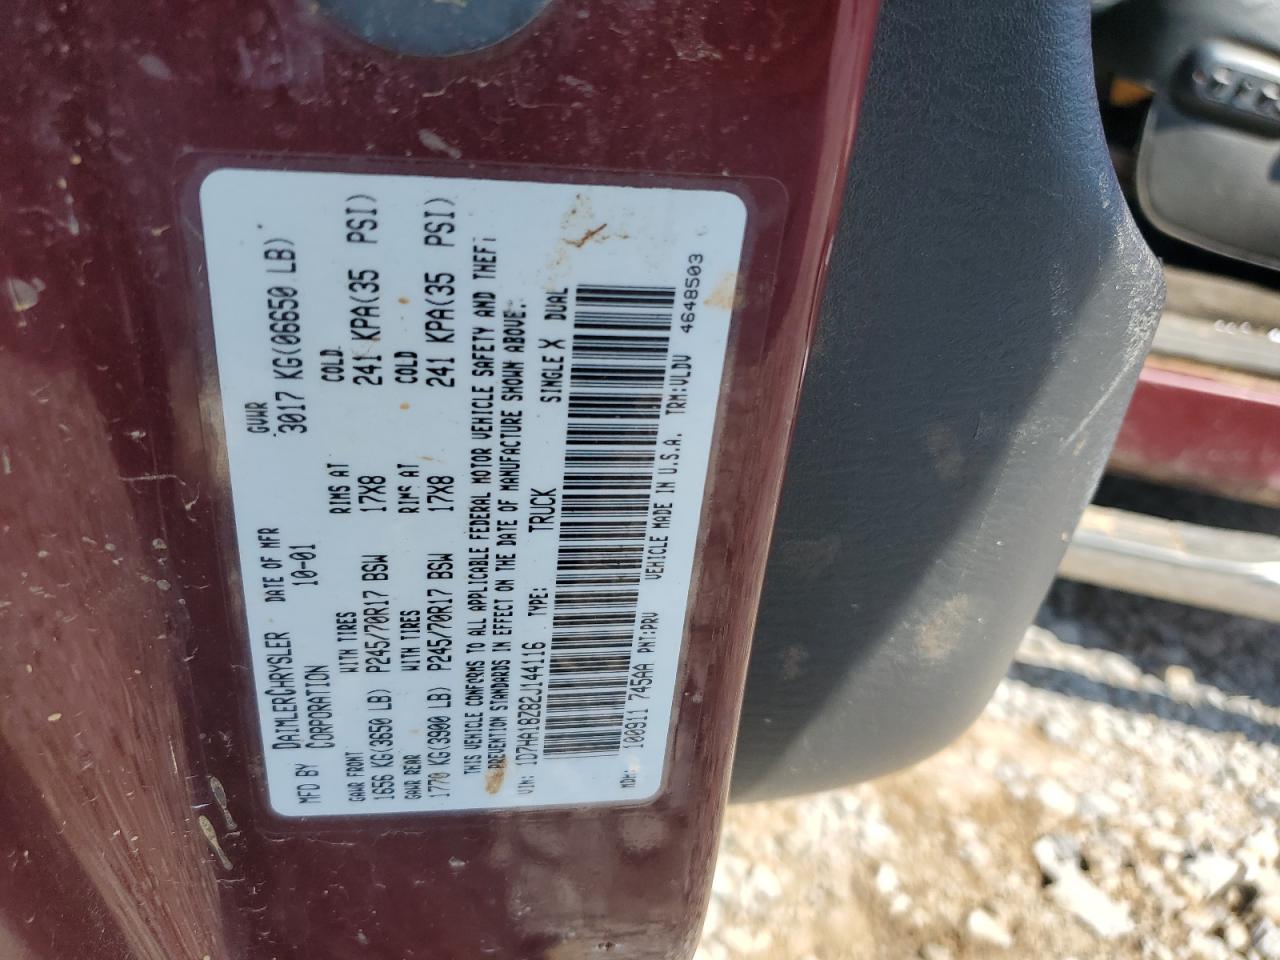 MFD BY DAIMLERCHRYSLER CORPORATION DATE OF MFR 10-01 GVWR 3017 KG(06650 LB)
GAWR FRONT WITH TIRES RIMS AT COLD
1656 KG(3650 LB) P245/70R17 BSW 17X8 241 KPA(35 PSI)
GAWR REAR WITH TIRES RIMS AT COLD
1770 KG(3900 LB) P245/70R17 BSW 17X8 241 KPA(35 PSI)
THIS VEHICLE CONFORMS TO ALL APPLICABLE FEDERAL MOTOR VEHICLE SAFETY AND THEFT
PREVENTION STANDARDS IN EFFECT ON THE DATE OF MANUFACTURE SHOWN ABOVE.
VIN: 1D7HA18Z82J144116 TYPE: TRUCK SINGLE X DUAL
MDH: 100911 745AA PNT:PRV VEHICLE MADE IN U.S.A. TRM:VLDV 4648503